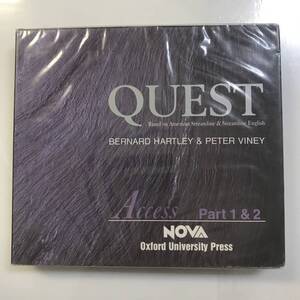 QUEST
Based on American Streamline & Streamline English
BERNARD HARTLEY & PETER VINEY
Access Part 1 & 2
NOVA
Oxford University Press